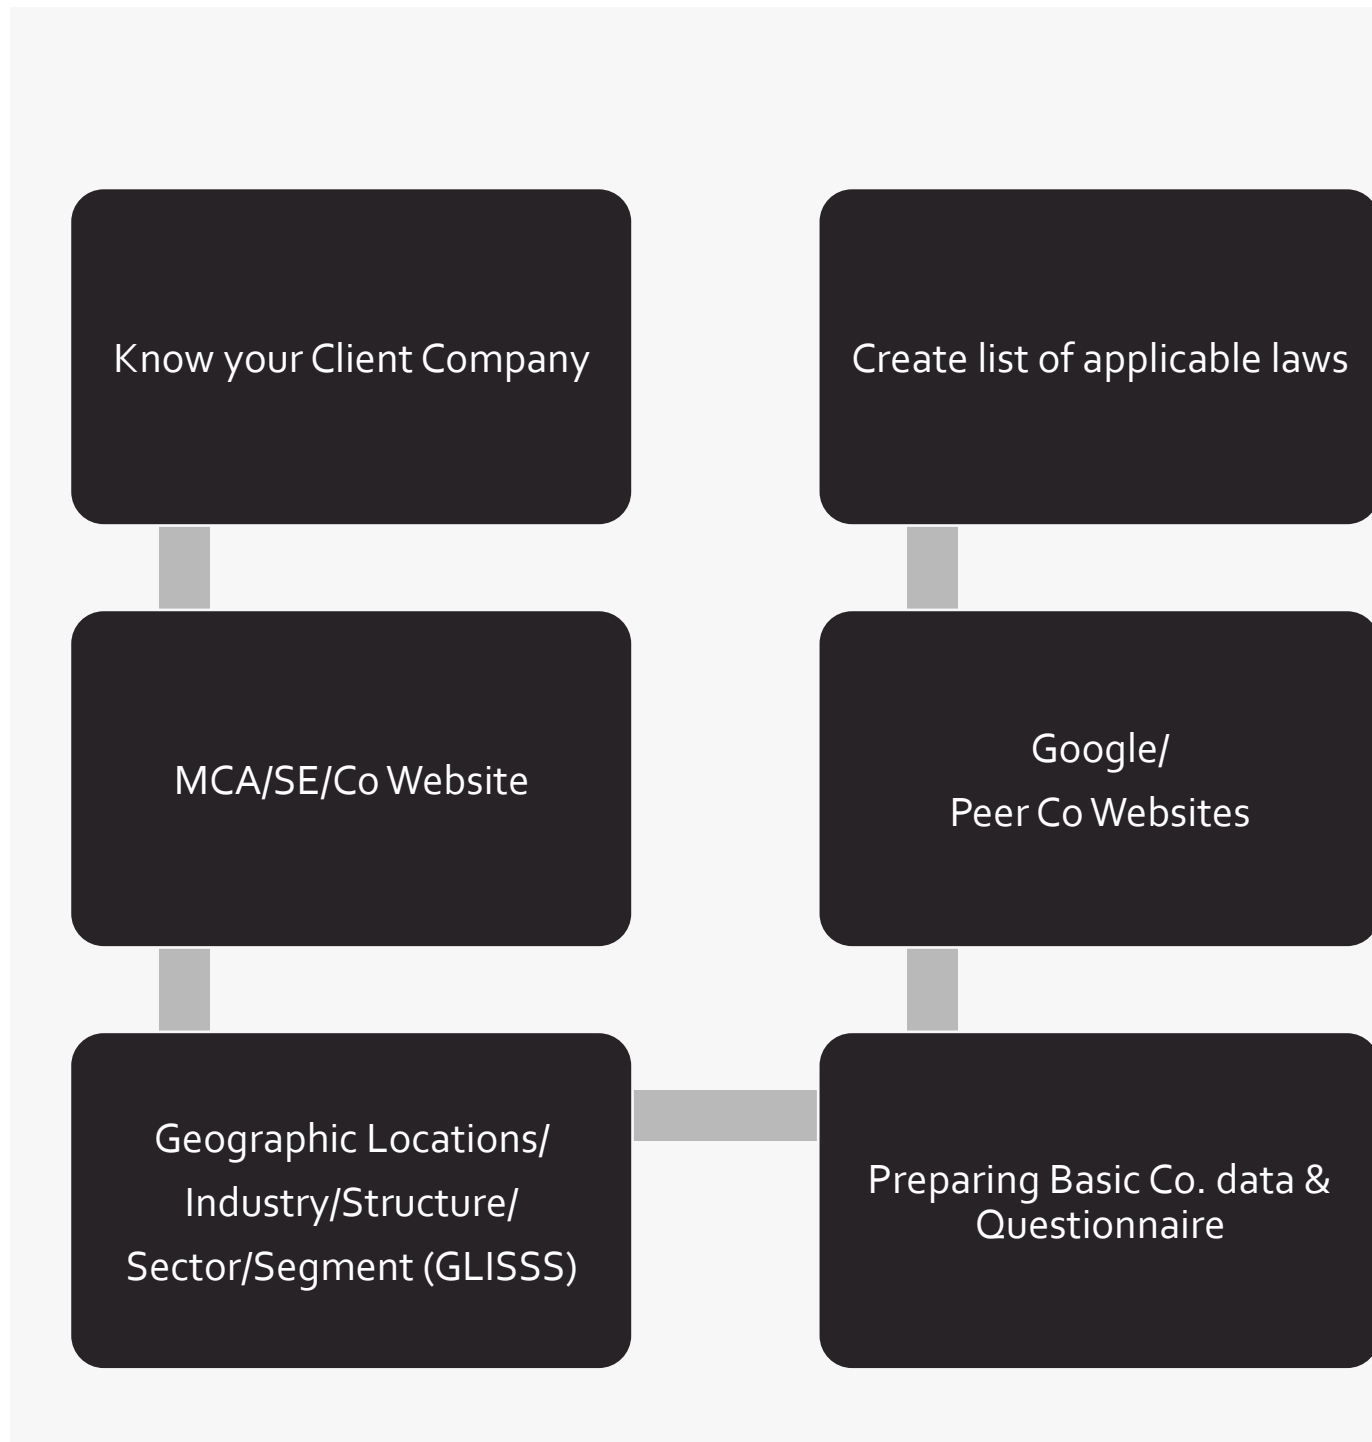 Know your Client Company
MCA/SE/Co Website
Geographic Locations/
Industry/Structure/
Sector/Segment (GLISSS)
Preparing Basic Co. data &
Questionnaire
Google/
Peer Co Websites
Create list of applicable laws